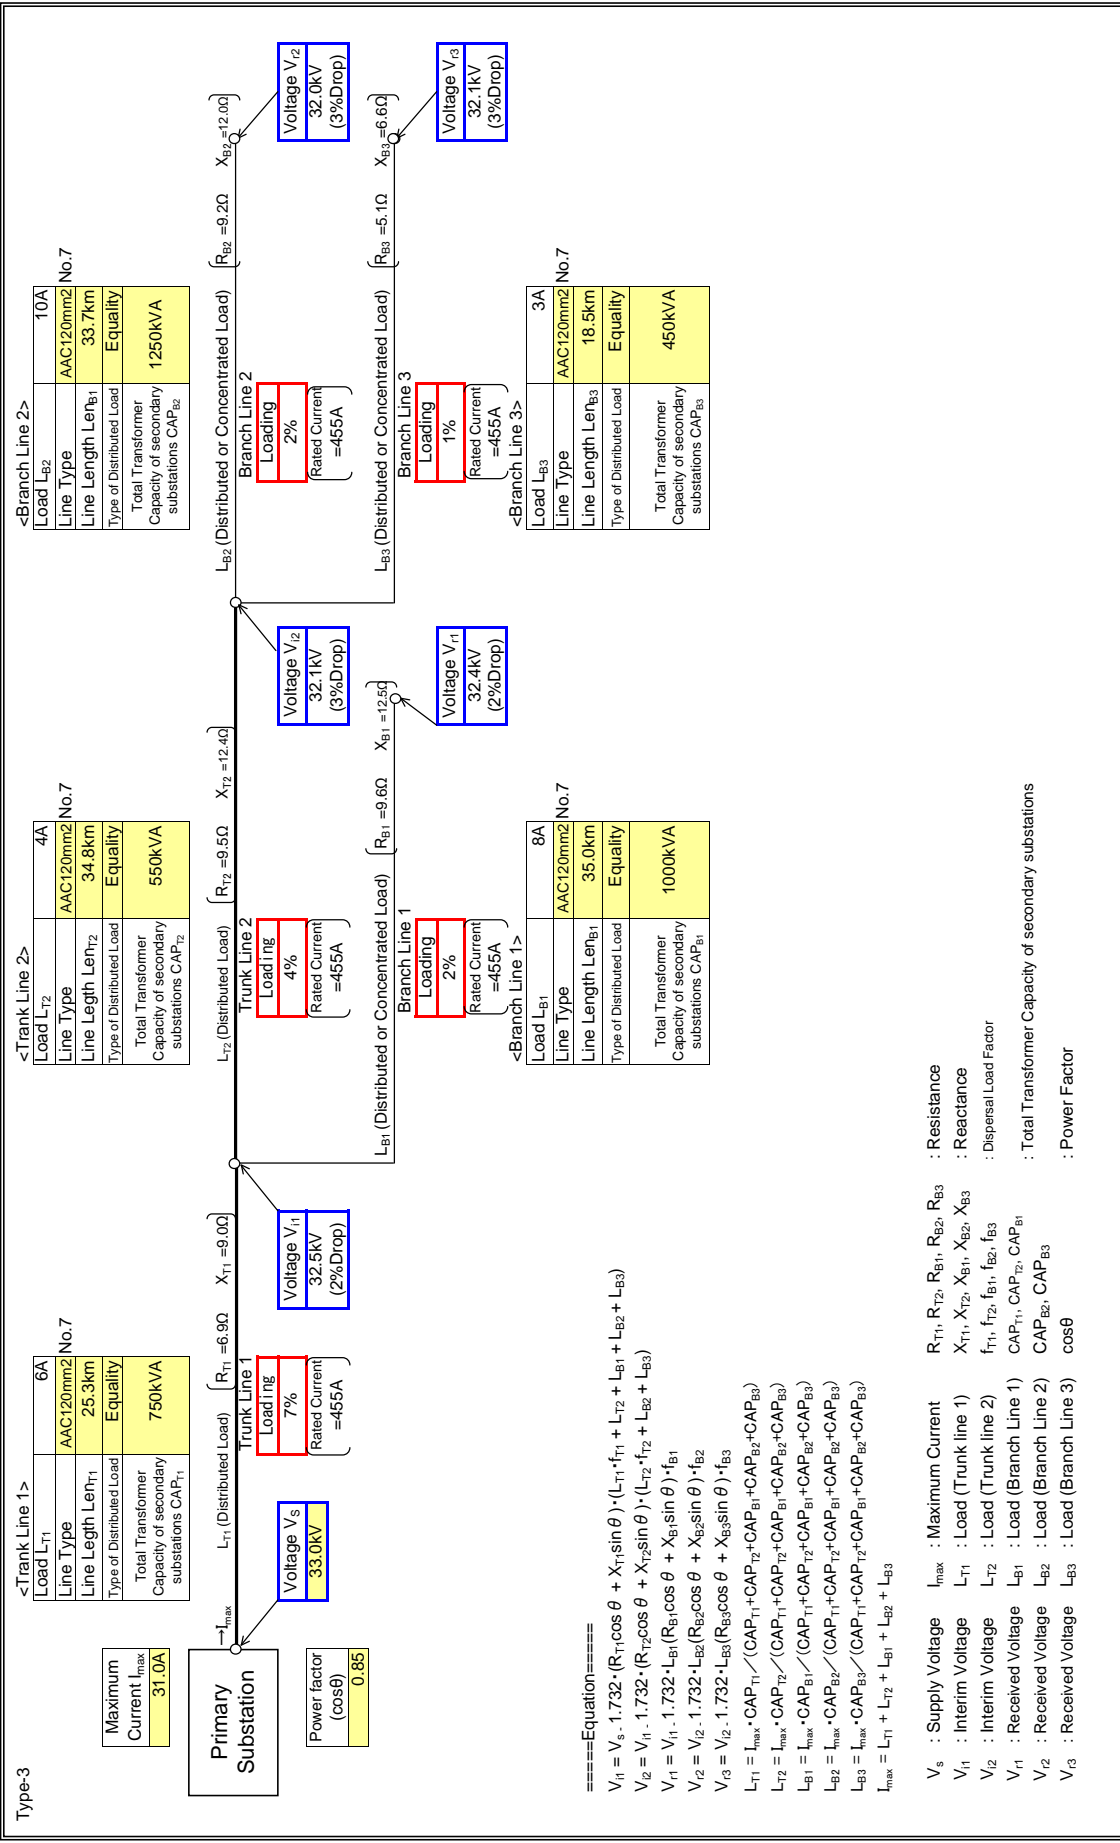 Type-3
Maximum
Current Imax
31.0A
Power factor
(cosθ)
0.85
Primary
Substation
→Imax
Voltage Vs
33.0kV
<Trank Line 1>
Load LT1 6A
Line Type AAC120mm2 No.7
Line Legth LenT1 25.3km
Type of Distributed Load Equality
Total Transformer
Capacity of secondary
substations CAPT1
750kVA
LT1 (Distributed Load)
RT1 =6.9Ω XT1 =9.0Ω
Trunk Line 1
Loading
7%
Rated Current
=455A
Voltage Vi1
32.5kV
(2%Drop)
<Trank Line 2>
Load LT2 4A
Line Type AAC120mm2 No.7
Line Legth LenT2 34.8km
Type of Distributed Load Equality
Total Transformer
Capacity of secondary
substations CAPT2
550kVA
LT2 (Distributed Load)
RT2 =9.5Ω XT2 =12.4Ω
Trunk Line 2
Loading
4%
Rated Current
=455A
Voltage Vi2
32.1kV
(3%Drop)
LB1 (Distributed or Concentrated Load)
RB1 =9.6Ω XB1 =12.5Ω
Branch Line 1
Loading
2%
Rated Current
=455A
Voltage Vr1
32.4kV
(2%Drop)
<Branch Line 1>
Load LB1 8A
Line Type AAC120mm2 No.7
Line Length LenB1 35.0km
Type of Distributed Load Equality
Total Transformer
Capacity of secondary
substations CAPB1
1000kVA
<Branch Line 2>
Load LB2 10A
Line Type AAC120mm2 No.7
Line Length LenB1 33.7km
Type of Distributed Load Equality
Total Transformer
Capacity of secondary
substations CAPB2
1250kVA
LB2 (Distributed or Concentrated Load)
RB2 =9.2Ω XB2 =12.0Ω
Branch Line 2
Loading
2%
Rated Current
=455A
Voltage Vr2
32.0kV
(3%Drop)
LB3 (Distributed or Concentrated Load)
RB3 =5.1Ω XB3 =6.6Ω
Branch Line 3
Loading
1%
Rated Current
=455A
Voltage Vr3
32.1kV
(3%Drop)
<Branch Line 3>
Load LB3 3A
Line Type AAC120mm2 No.7
Line Length LenB3 18.5km
Type of Distributed Load Equality
Total Transformer
Capacity of secondary
substations CAPB3
450kVA
=====Equation=====
Vi1 = Vs - 1.732・(RT1cos θ + XT1sin θ)・(LT1・fT1 + LT2 + LB1 + LB2 + LB3)
Vi2 = Vi1 - 1.732・(RT2cos θ + XT2sin θ)・(LT2・fT2 + LB2 + LB3)
Vr1 = Vi1 - 1.732・LB1(RB1cos θ + XB1sin θ)・fB1
Vr2 = Vi2 - 1.732・LB2(RB2cos θ + XB2sin θ)・fB2
Vr3 = Vi2 - 1.732・LB3(RB3cos θ + XB3sin θ)・fB3
LT1 = Imax・CAPT1／(CAPT1+CAPT2+CAPB1+CAPB2+CAPB3)
LT2 = Imax・CAPT2／(CAPT1+CAPT2+CAPB1+CAPB2+CAPB3)
LB1 = Imax・CAPB1／(CAPT1+CAPT2+CAPB1+CAPB2+CAPB3)
LB2 = Imax・CAPB2／(CAPT1+CAPT2+CAPB1+CAPB2+CAPB3)
LB3 = Imax・CAPB3／(CAPT1+CAPT2+CAPB1+CAPB2+CAPB3)
Imax = LT1 + LT2 + LB1 + LB2 + LB3
Vs : Supply Voltage Imax : Maximum Current RT1, RT2, RB1, RB2, RB3 : Resistance
Vi1 : Interim Voltage LT1 : Load (Trunk line 1) XT1, XT2, XB1, XB2, XB3 : Reactance
Vi2 : Interim Voltage LT2 : Load (Trunk line 2) fT1, fT2, fB1, fB2, fB3 : Dispersal Load Factor
Vr1 : Received Voltage LB1 : Load (Branch Line 1) CAPT1, CAPT2, CAPB1 : Total Transformer Capacity of secondary substations
Vr2 : Received Voltage LB2 : Load (Branch Line 2) CAPB2, CAPB3
Vr3 : Received Voltage LB3 : Load (Branch Line 3) cosθ : Power Factor